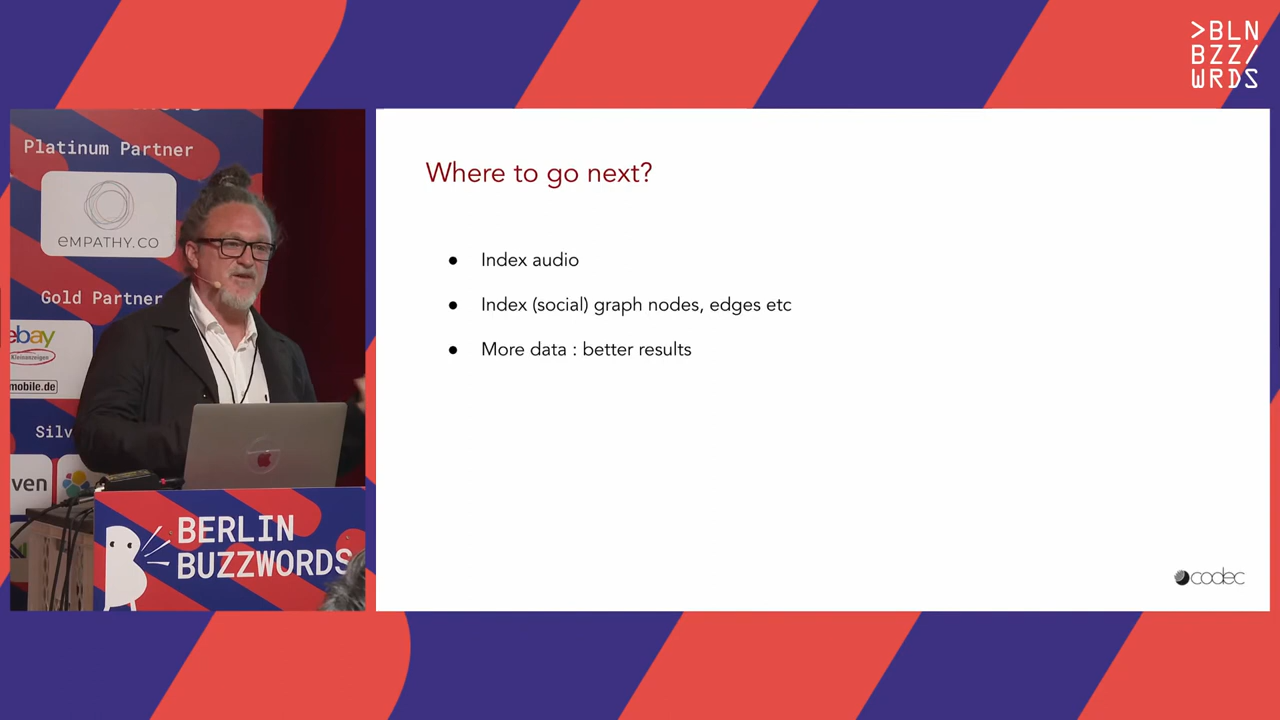 >BLN
BZZ/
WRDS
Platinum Partner
eMPATHY.CO
Gold Partner
ebay
Kleinanzeigen
mobile.de
Silv
ven
BERLIN
BUZZWORDS
Where to go next?
● Index audio
● Index (social) graph nodes, edges etc
● More data : better results
codec